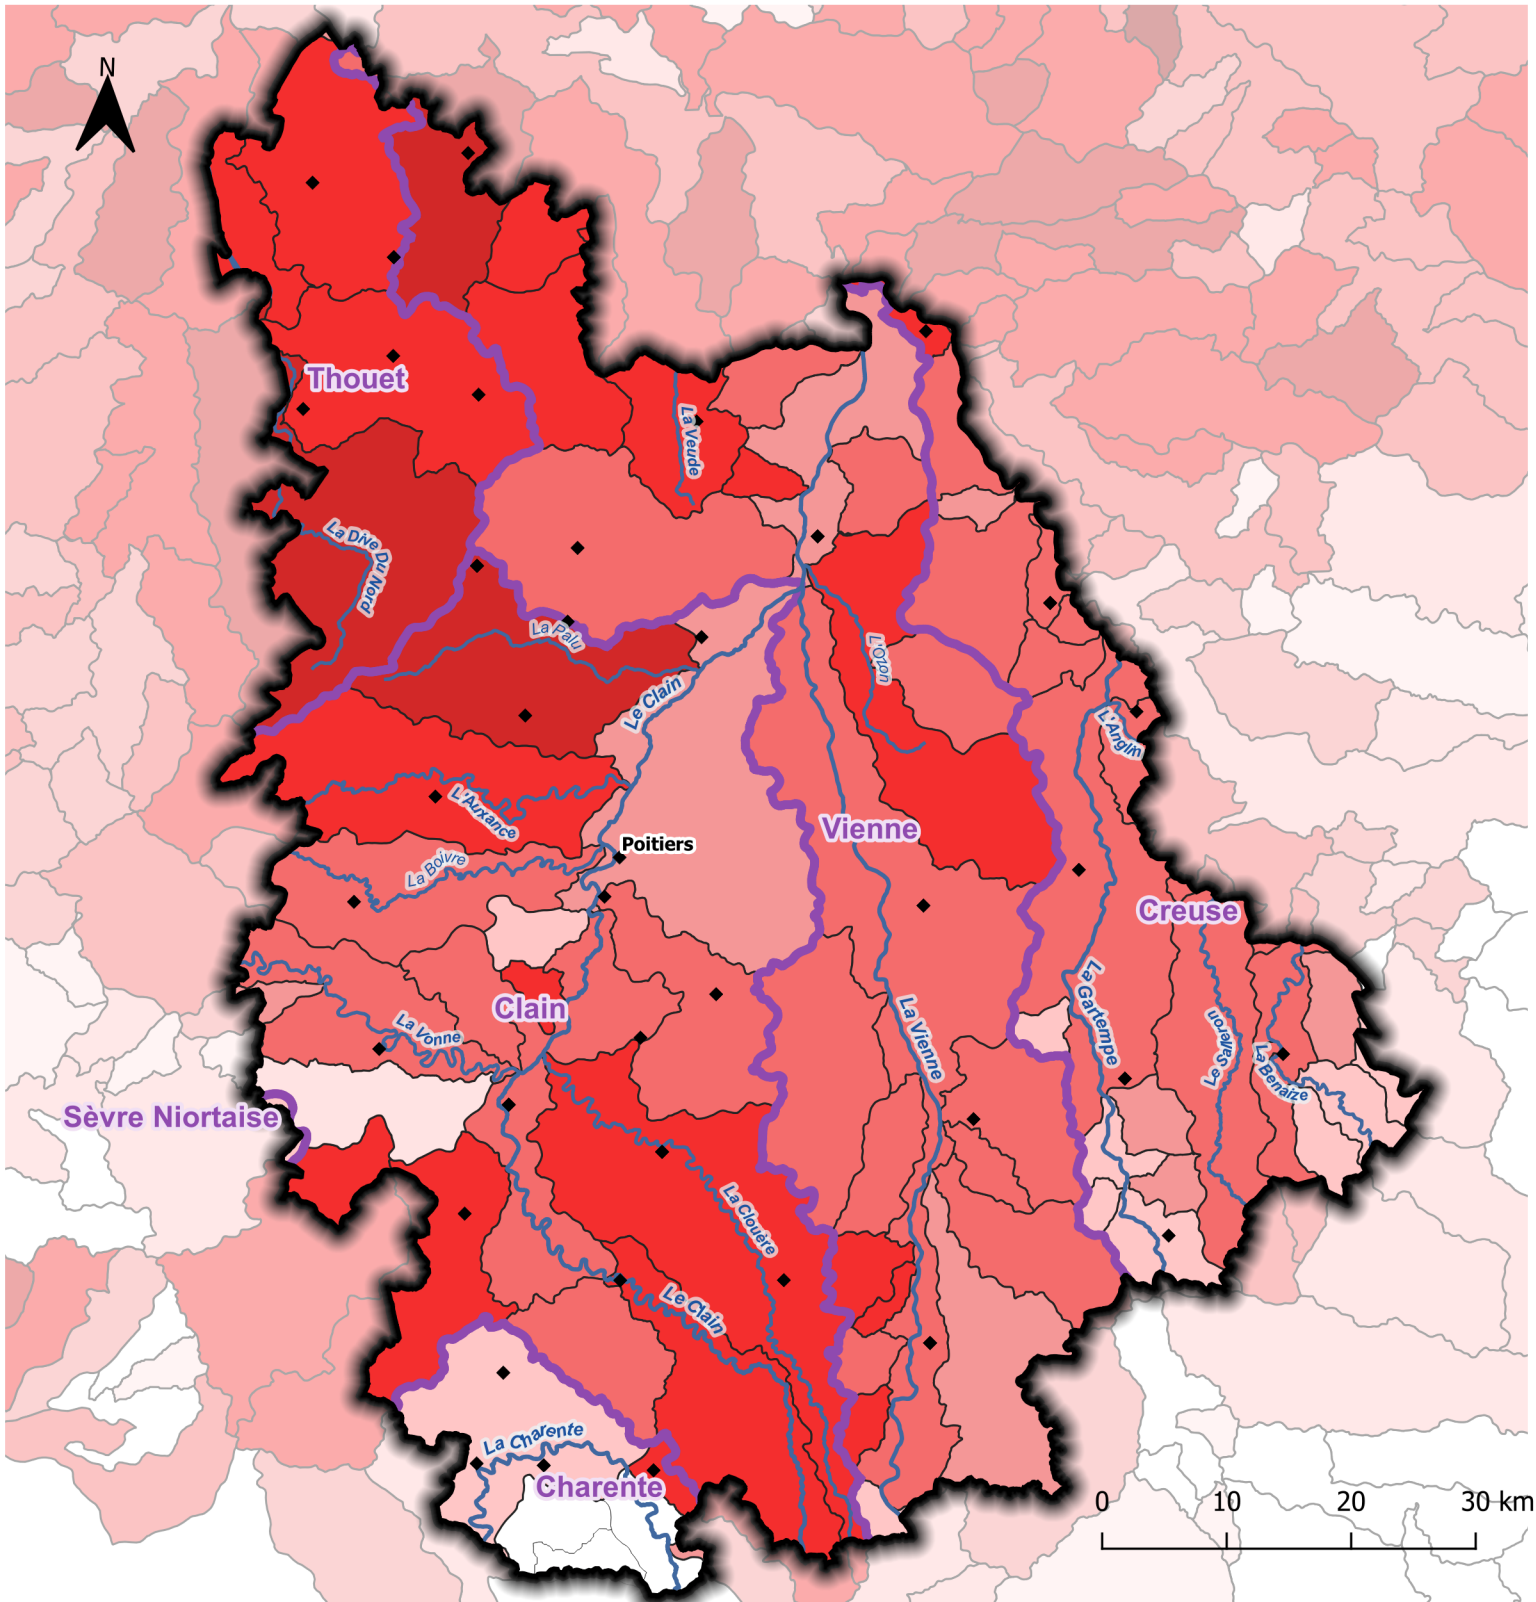 N
Thouet
La Veude
La Dive Du Nord
La Palu
L'Ozon
Le Clain
L'Anglin
L'Auxance
Vienne
Poitiers
La Boivre
Creuse
Clain
La Vonne
La Gartempe
La Vienne
Le Salleron
La Benaize
Sèvre Niortaise
La Clouère
Le Clain
La Charente
Charente
0 10 20 30 km